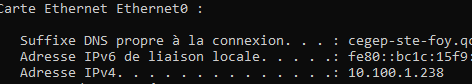 Carte Ethernet Ethernet0 :
Suffixe DNS propre à la connexion. . . : cegep-ste-foy.qc
Adresse IPv6 de liaison locale. . . . .: fe80::bc1c:15f9:
Adresse IPv4. . . . . . . . . . . . . .: 10.100.1.238